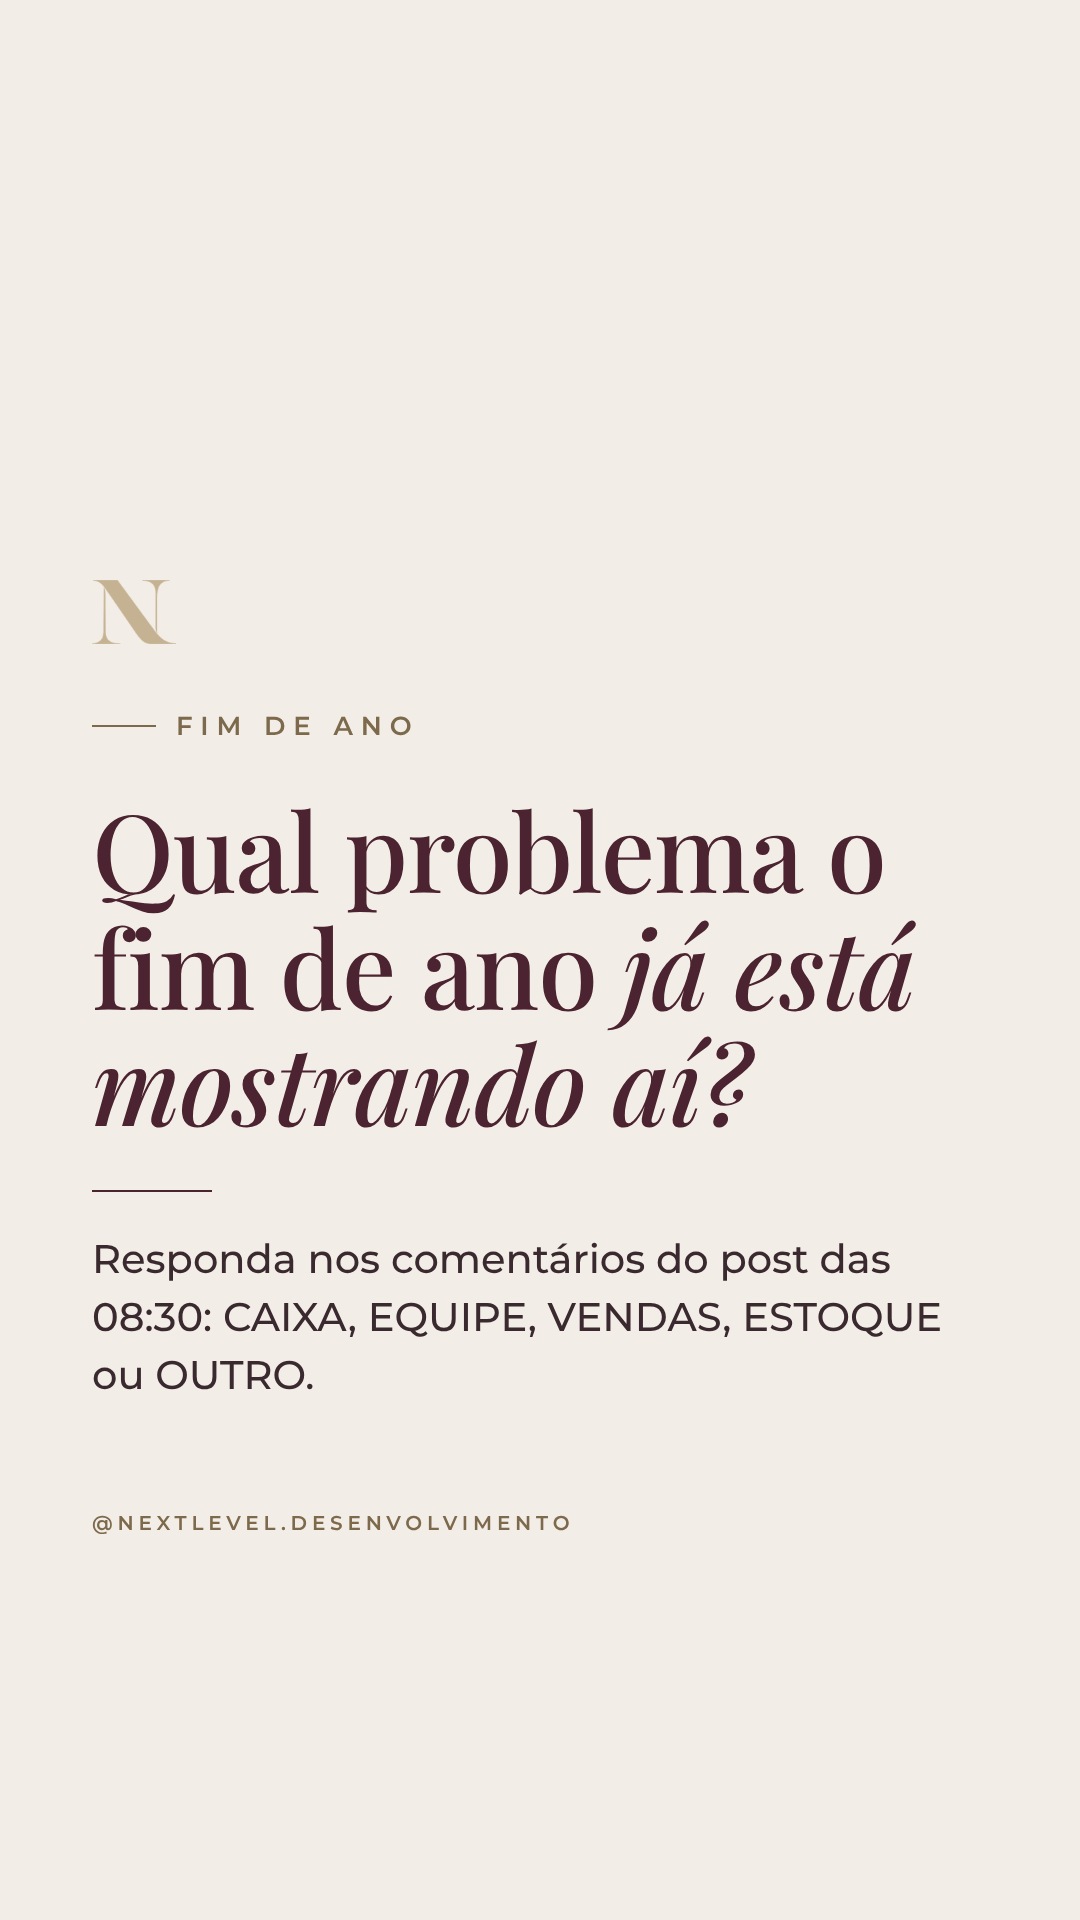 N
FIM DE ANO
Qual problema o
fim de ano já está
mostrando aí?
Responda nos comentários do post das
08:30: CAIXA, EQUIPE, VENDAS, ESTOQUE
ou OUTRO.
@NEXTLEVEL.DESENVOLVIMENTO